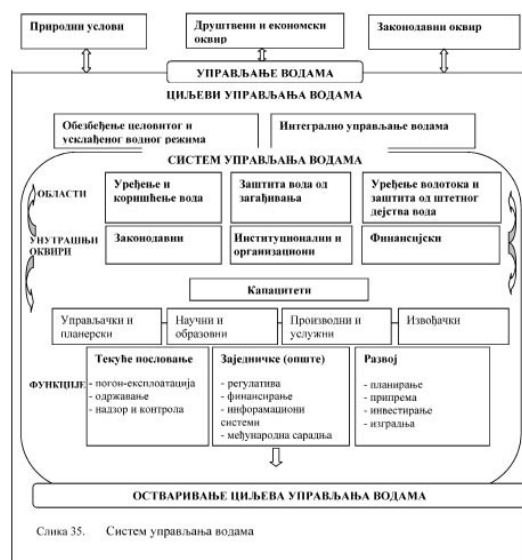 Природни услови
Друштвени и економски
оквир
Законодавни оквир
УПРАВЉАЊЕ ВОДАМА
ЦИЉЕВИ УПРАВЉАЊА ВОДАМА
Обезбеђење целовитог и
усклађеног водног режима
Интегрално управљање водама
СИСТЕМ УПРАВЉАЊА ВОДАМА
ОБЛАСТИ
Уређење и
коришћење вода
Заштита вода од
загађивања
Уређење водотока и
заштита од штетног
дејства вода
УНУТРАШЊИ
ОКВИРИ
Законодавни
Институционални и
организациони
Финансијски
Капацитети
Управљачки и
планерски
Научни и
образовни
Производни и
услужни
Извођачки
ФУНКЦИЈЕ
Текуће пословање
- погон-експлоатација
- одржавање
- надзор и контрола
Заједничке (опште)
- регулатива
- финансирање
- инфорамациони
системи
- међународна сарадња
Развој
- планирање
- припрема
- инвестирање
- изградња
ОСТВАРИВАЊЕ ЦИЉЕВА УПРАВЉАЊА ВОДАМА
Слика 35. Систем управљања водама